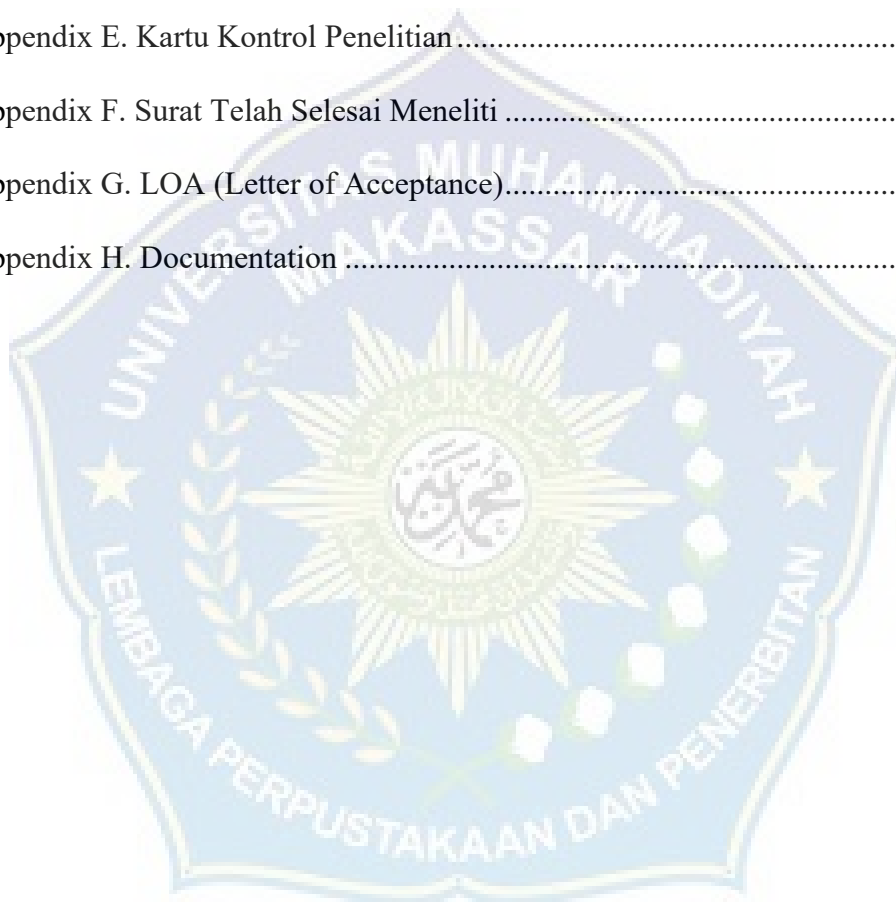 ppendix E. Kartu Kontrol Penelitian ......................................................
ppendix F. Surat Telah Selesai Meneliti ................................................
ppendix G. LOA (Letter of Acceptance)................................................
ppendix H. Documentation ....................................................................
UNIVERSITAS MUHAMMADIYAH
MAKASSAR
LEMBAGA PERPUSTAKAAN DAN PENERBITAN
محمد